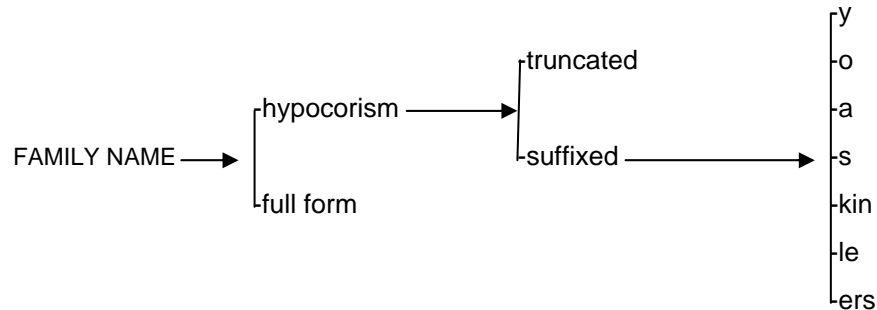 -y
-truncated
-o
-hypocorism
-a
FAMILY NAME
-suffixed
-s
-full form
-kin
-le
-ers